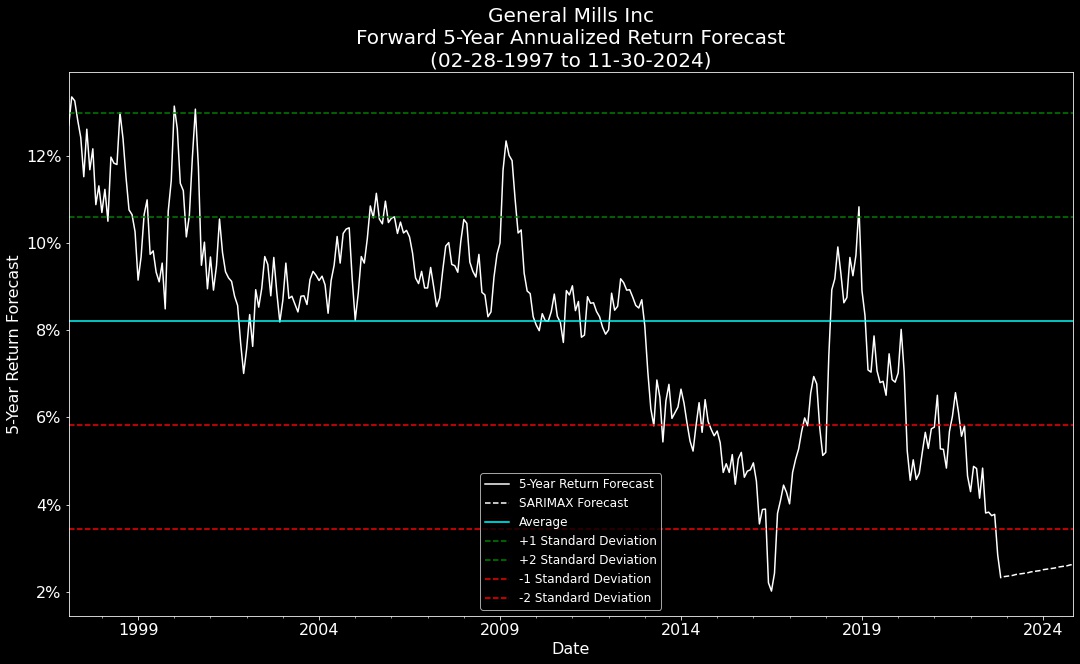 General Mills Inc
Forward 5-Year Annualized Return Forecast
(02-28-1997 to 11-30-2024)
5-Year Return Forecast
12%
10%
8%
6%
4%
2%
5-Year Return Forecast
SARIMAX Forecast
Average
+1 Standard Deviation
+2 Standard Deviation
-1 Standard Deviation
-2 Standard Deviation
1999 2004 2009 2014 2019 2024
Date